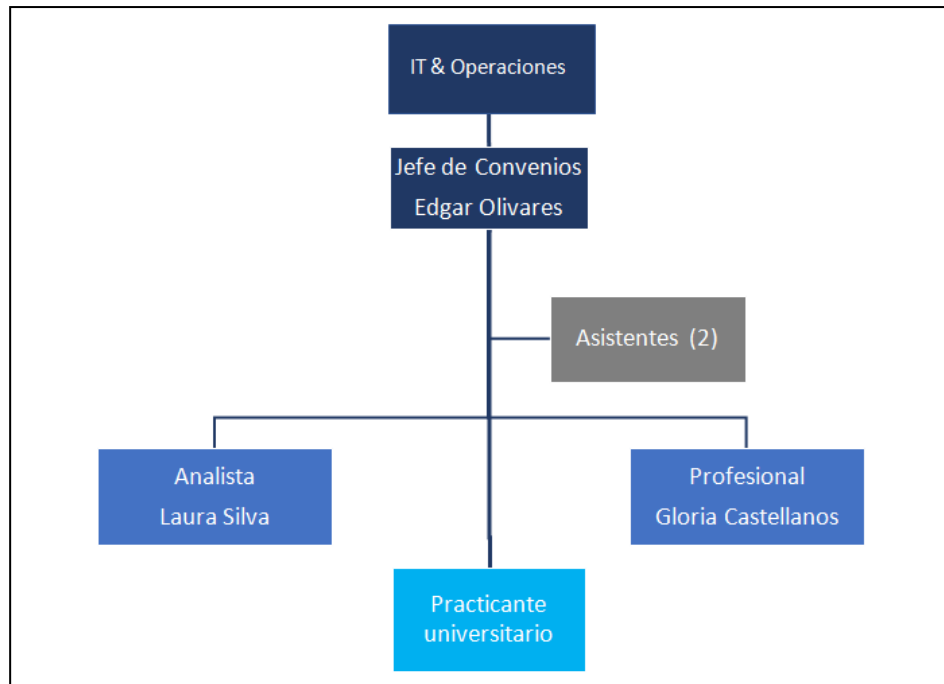 IT & Operaciones
Jefe de Convenios
Edgar Olivares
Asistentes (2)
Analista
Laura Silva
Profesional
Gloria Castellanos
Practicante
universitario